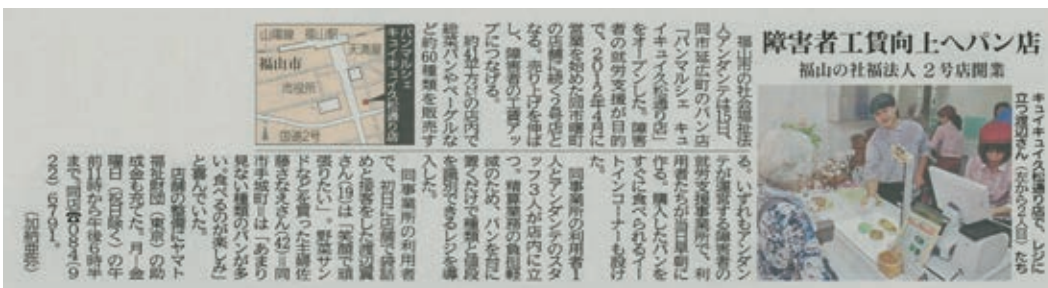 障害者工賃向上へパン店
福山の社福法人 2号店開業
キュイキュイ久松通り店で、レジに
立つ渡辺さん(左から2人目)たち
福山市の社会福祉法
人アンダンテは15日、
同市延広町のパン店
「パンマルシェ キュ
イキュイ久松通り店」
をオープンした。障害
者の就労支援が目的
で、2012年4月に
営業を始めた同市曙町
の店舗に続く2号店と
なる。売り上げを伸ば
し、障害者の工賃アッ
プにつなげる。
約41平方㍍の店内で
総菜パンやベーグルな
ど約60種類を販売す
る。いずれもアンダン
テが運営する障害者の
就労支援事業所で、利
用者たちが当日早朝に
作る。購入したパンを
すぐに食べられるイー
トインコーナーも設け
た。
同事業所の利用者1
人とアンダンテのスタ
ッフ3人が店内に立
つ。精算業務の負担軽
減のため、パンを台に
置くだけで種類と値段
を識別できるレジを導
入した。
同事業所の利用者
で、初日に店頭で袋詰
めと接客をした渡辺翼
さん(19)は「笑顔で頑
張りたい」。野菜サン
ドなどを買った主婦佐
藤さなえさん(42)=同
市手城町=は「あまり
見ない種類のパンが多
い。食べるのが楽しみ」
と喜んでいた。
店舗の整備にヤマト
福祉財団(東京)の助
成金も充てた。月―金
曜日(祝日除く)の午
前11時から午後6時半
まで。同店☎084(9
22)6791。
パンマルシェ
キュイキュイ久松通り店
山陽線
福山駅
天満屋
福山市
市役所
国道2号